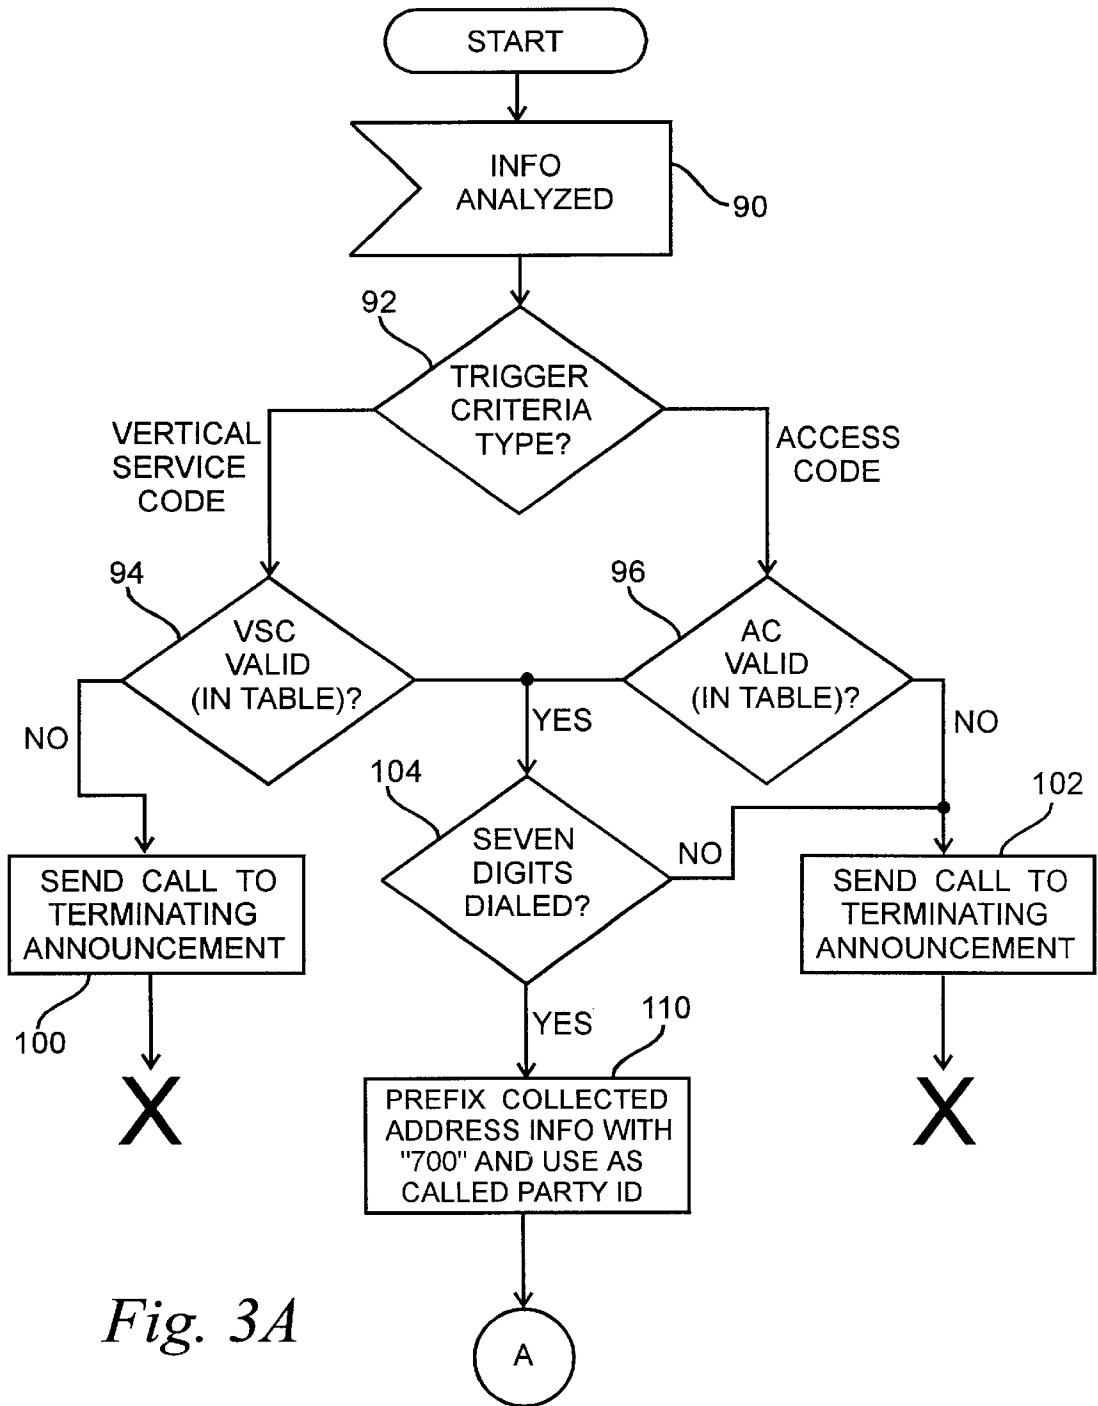 START
INFO
ANALYZED
90
92
TRIGGER
CRITERIA
TYPE?
VERTICAL
SERVICE
CODE
ACCESS
CODE
94
VSC
VALID
(IN TABLE)?
96
AC
VALID
(IN TABLE)?
NO
YES
NO
104
SEVEN
DIGITS
DIALED?
NO
102
SEND CALL TO
TERMINATING
ANNOUNCEMENT
100
X
SEND CALL TO
TERMINATING
ANNOUNCEMENT
X
YES
110
PREFIX COLLECTED
ADDRESS INFO WITH
"700" AND USE AS
CALLED PARTY ID
A
Fig. 3A